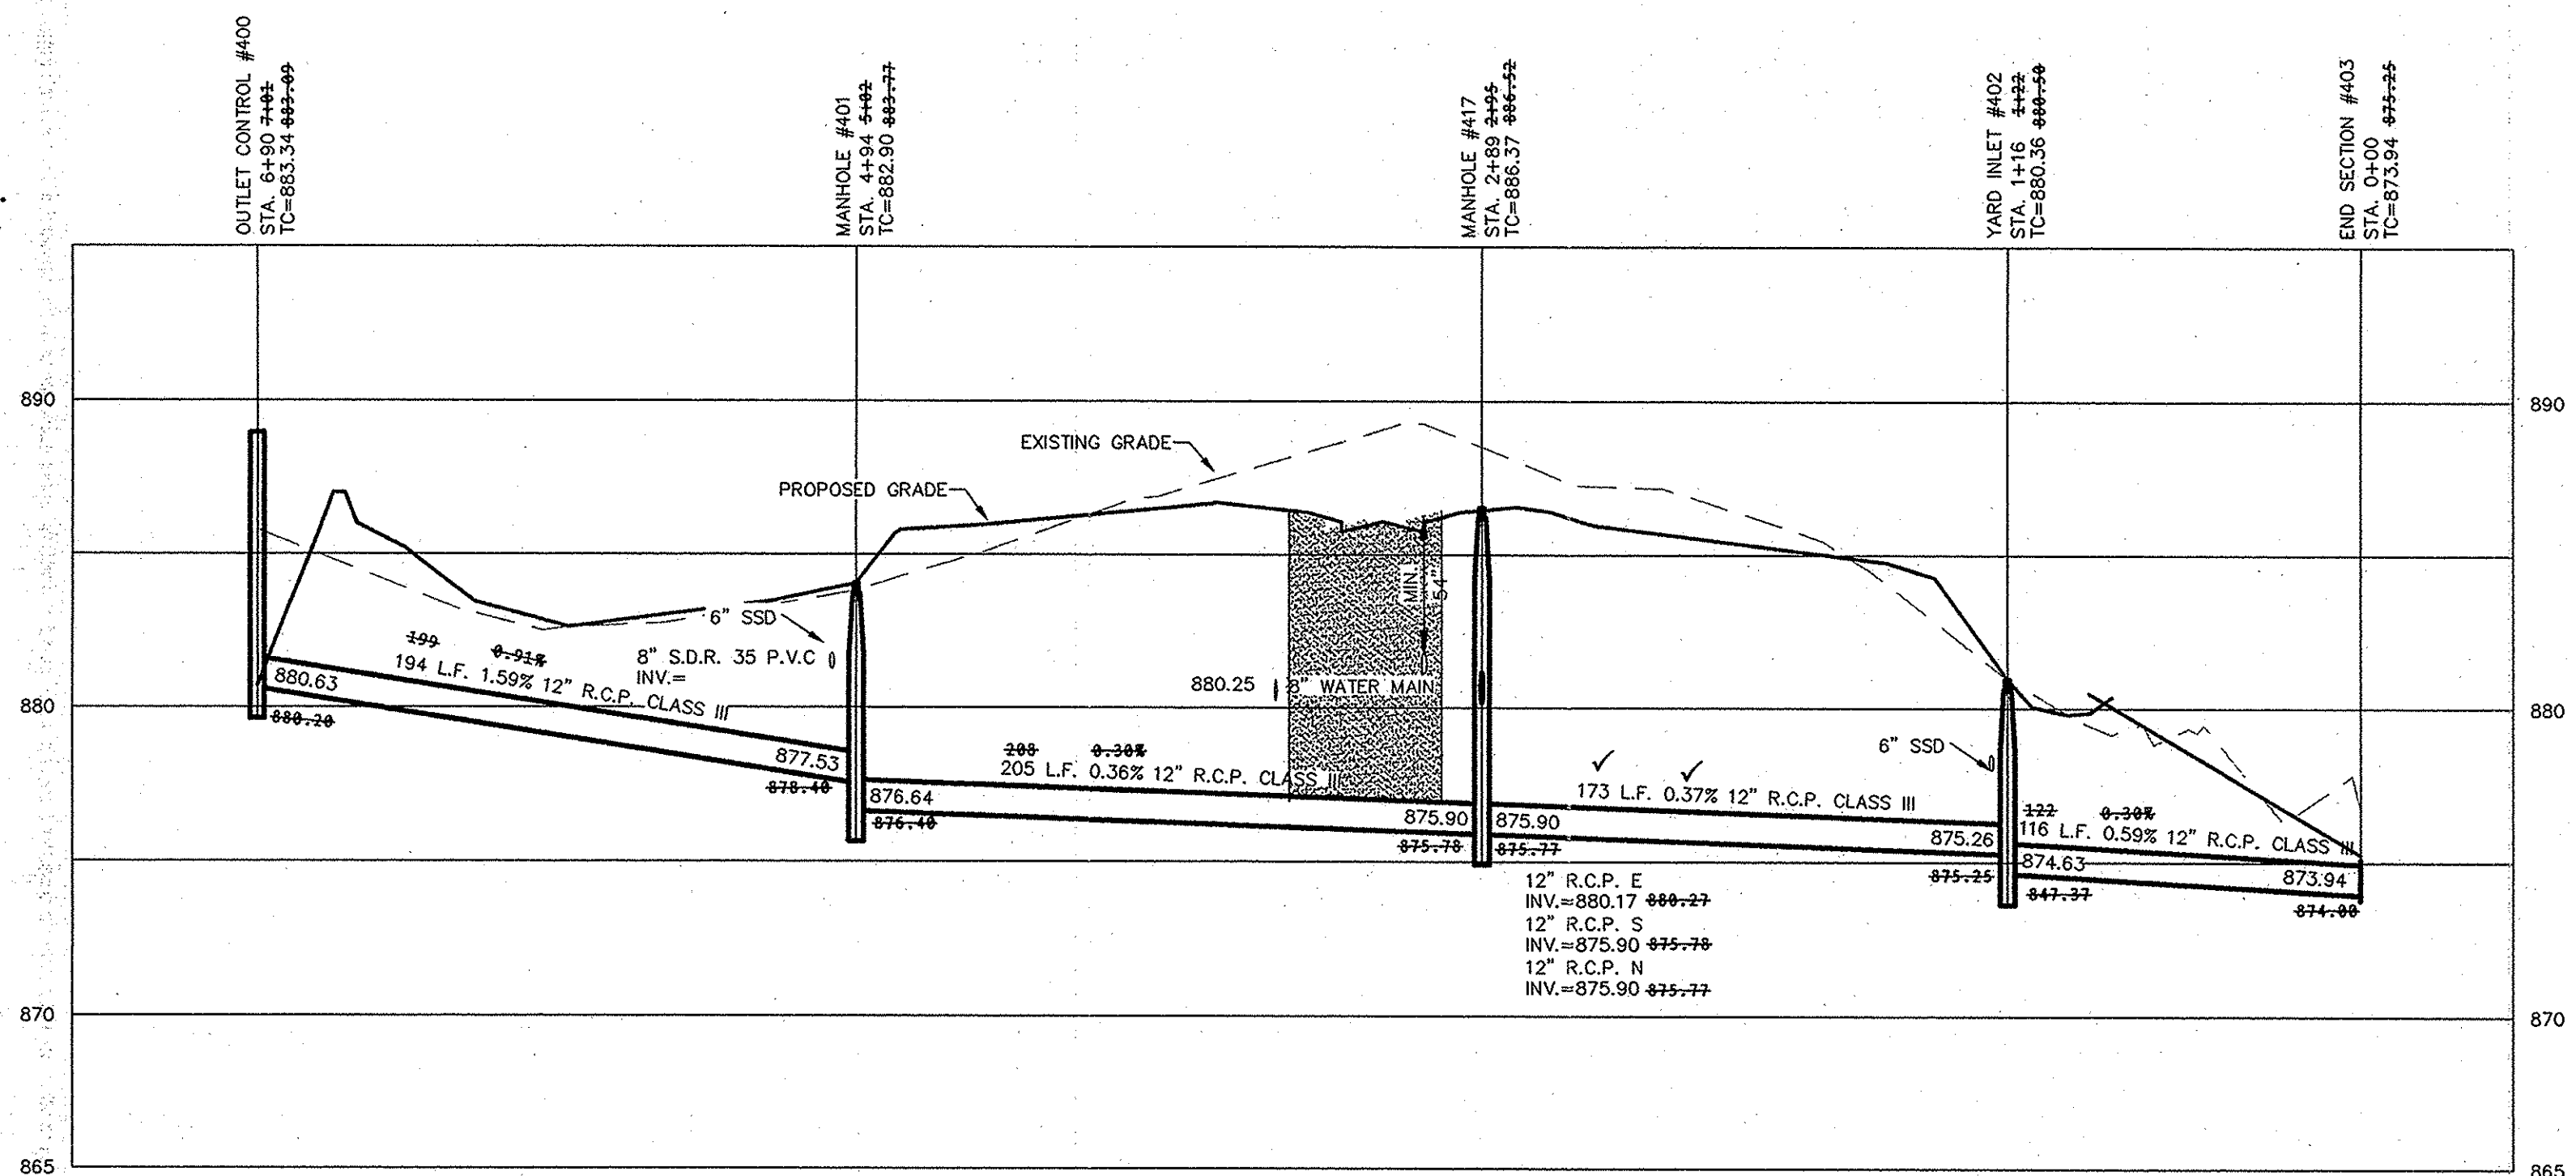 OUTLET CONTROL #400
STA. 6+90 7+01
TC=883.34 883.09
MANHOLE #401
STA. 4+94 5+02
TC=882.90 883.77
MANHOLE #417
STA. 2+89 2+95
TC=886.37 886.52
YARD INLET #402
STA. 1+16 1+22
TC=880.36 880.50
END SECTION #403
STA. 0+00
TC=873.94 875.25
890
890
EXISTING GRADE
PROPOSED GRADE
MIN.
54"
6" SSD
8" S.D.R. 35 P.V.C
INV.=
199 0.91%
194 L.F. 1.59% 12" R.C.P. CLASS III
880.63
880.20
877.53
878.40
880
880
880.25
8" WATER MAIN
208 0.30%
205 L.F. 0.36% 12" R.C.P. CLASS III
876.64
876.40
875.90
875.78
875.90
875.77
173 L.F. 0.37% 12" R.C.P. CLASS III
6" SSD
875.26
875.25
122 0.30%
116 L.F. 0.59% 12" R.C.P. CLASS III
874.63
847.37
873.94
874.00
12" R.C.P. E
INV.=880.17 880.27
12" R.C.P. S
INV.=875.90 875.78
12" R.C.P. N
INV.=875.90 875.77
870
870
865
865